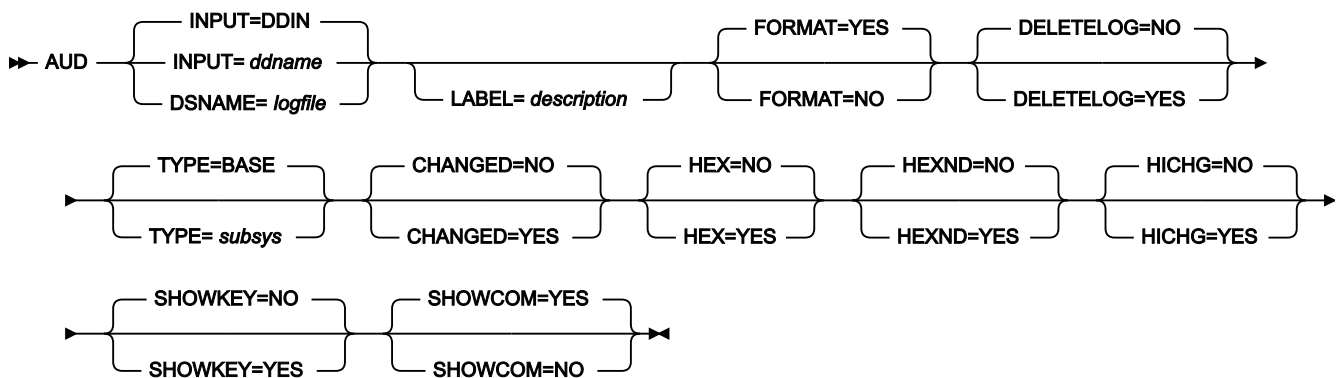 INPUT=DDIN FORMAT=YES DELETELOG=NO
AUD INPUT= ddname
DSNAME= logfile LABEL= description FORMAT=NO DELETELOG=YES
TYPE=BASE CHANGED=NO HEX=NO HEXND=NO HICHG=NO
TYPE= subsys CHANGED=YES HEX=YES HEXND=YES HICHG=YES
SHOWKEY=NO SHOWCOM=YES
SHOWKEY=YES SHOWCOM=NO